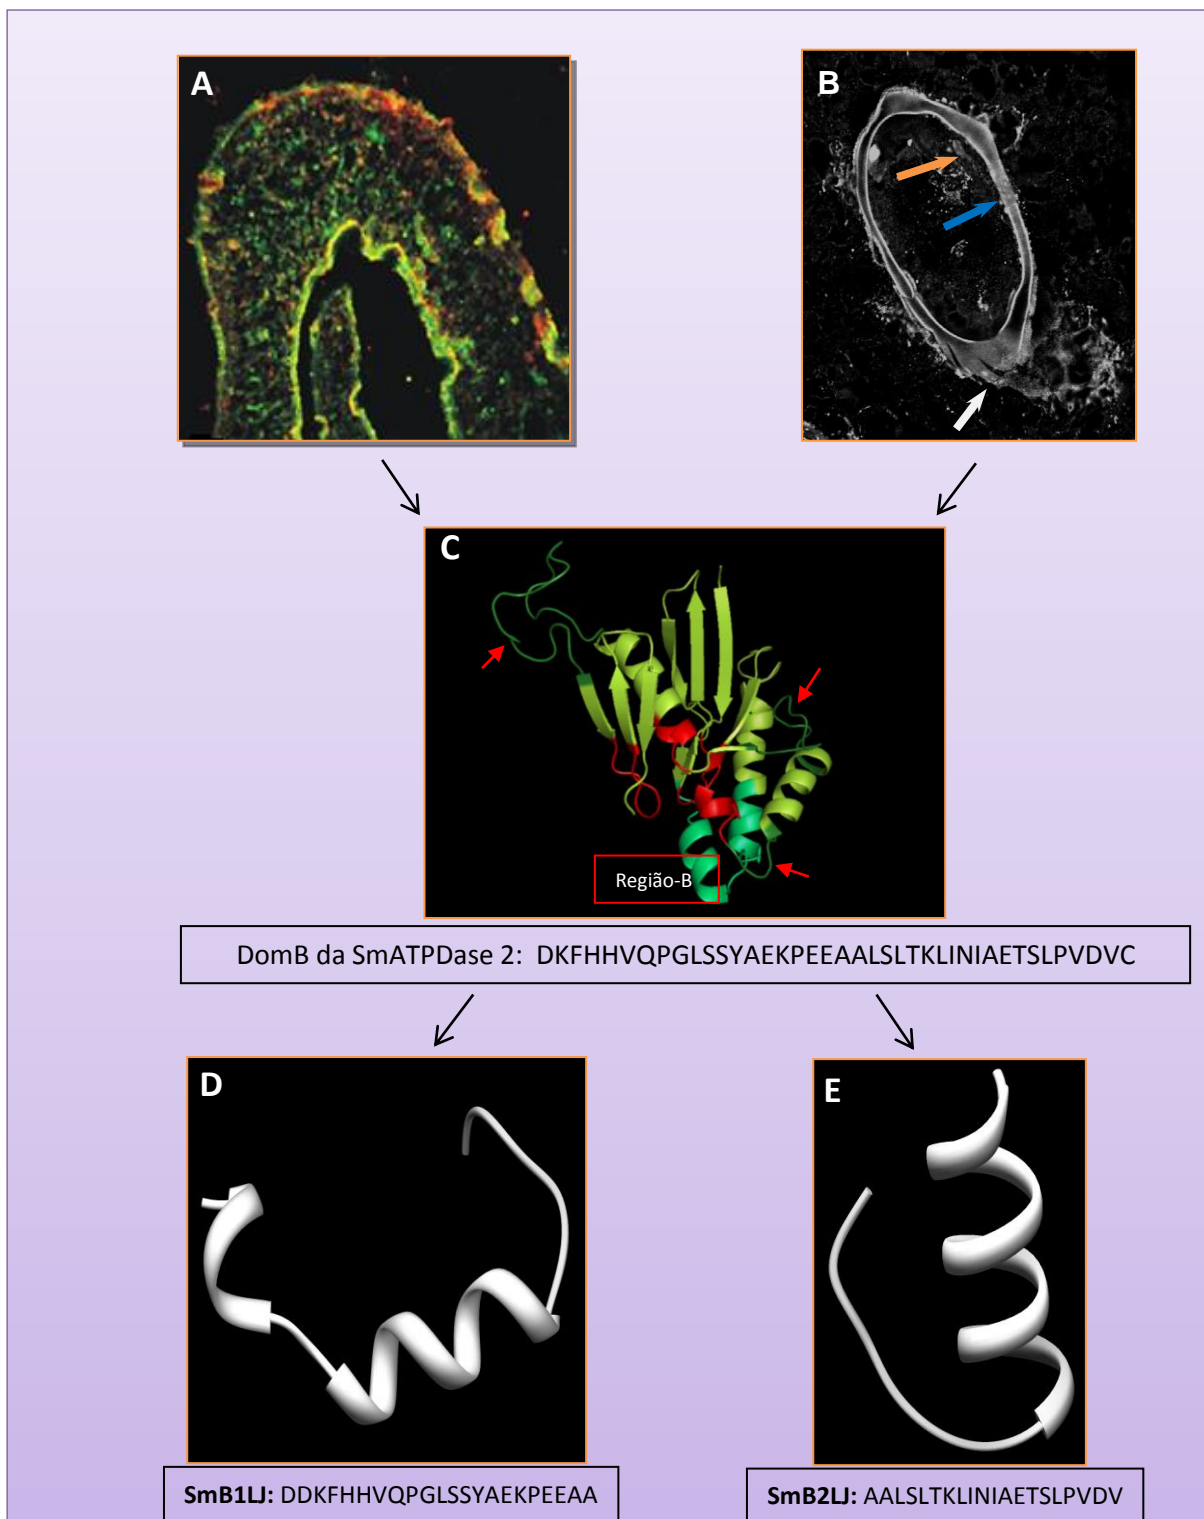 A
B
C
Região-B
DomB da SmATPDase 2: DKFHHVQPGLSSYAEKPEEAALSLTKLINIAETSLPVDVC
D
E
SmB1LJ: DDKFHHVQPGLSSYAEKPEEAA
SmB2LJ: AALSLTKLINIAETSLPVDV